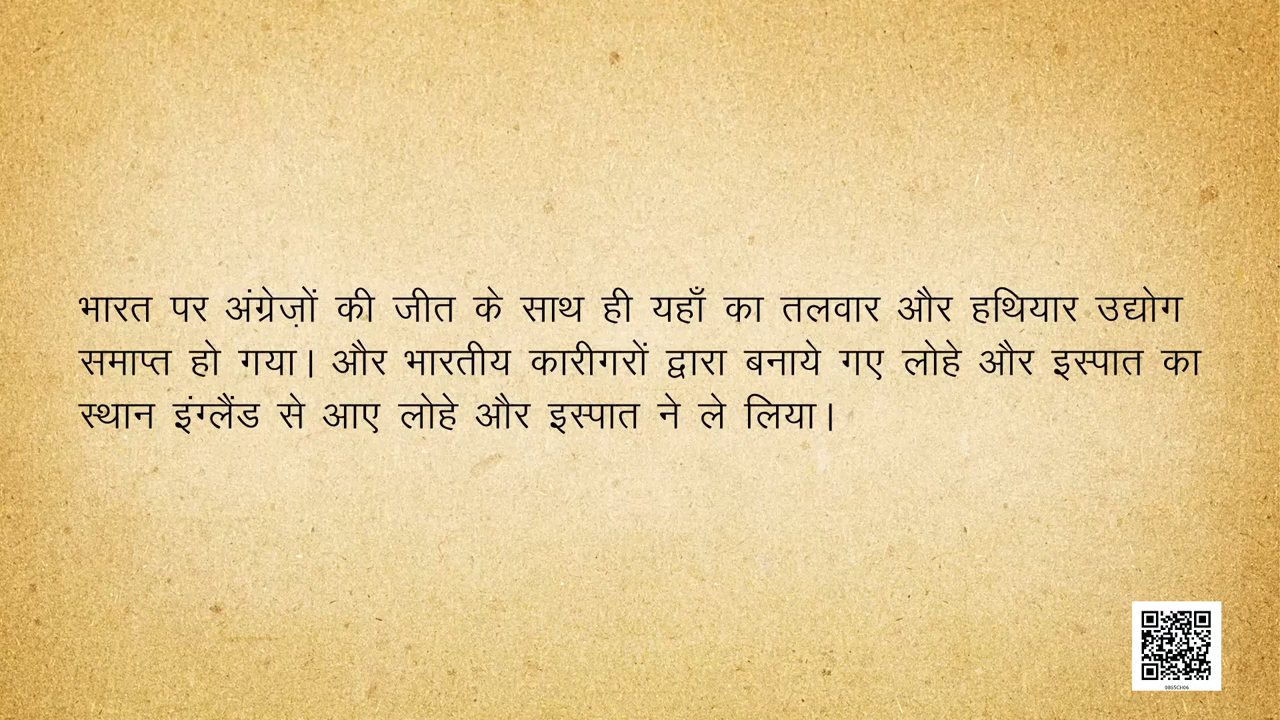 भारत पर अंग्रेज़ों की जीत के साथ ही यहाँ का तलवार और हथियार उद्योग
समाप्त हो गया। और भारतीय कारीगरों द्वारा बनाये गए लोहे और इस्पात का
स्थान इंग्लैंड से आए लोहे और इस्पात ने ले लिया।
0865CH06